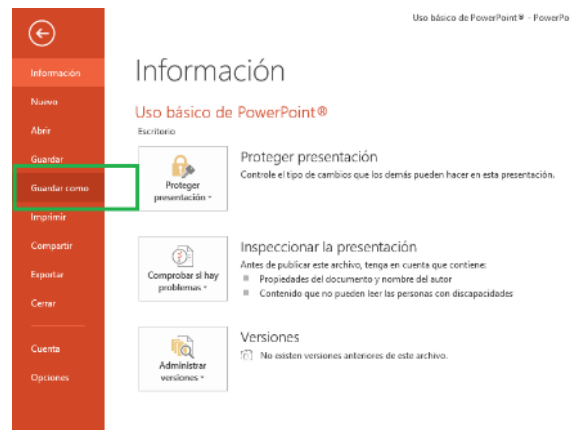 Uso básico de PowerPoint® - PowerPo
Información
Nuevo
Abrir
Guardar
Guardar como
Imprimir
Compartir
Exportar
Cerrar
Cuenta
Opciones
Información
Uso básico de PowerPoint®
Escritorio
Proteger
presentación
Proteger presentación
Controle el tipo de cambios que los demás pueden hacer en esta presentación.
Comprobar si hay
problemas
Inspeccionar la presentación
Antes de publicar este archivo, tenga en cuenta que contiene:
Propiedades del documento y nombre del autor
Contenido que no pueden leer las personas con discapacidades
Administrar
versiones
Versiones
No existen versiones anteriores de este archivo.